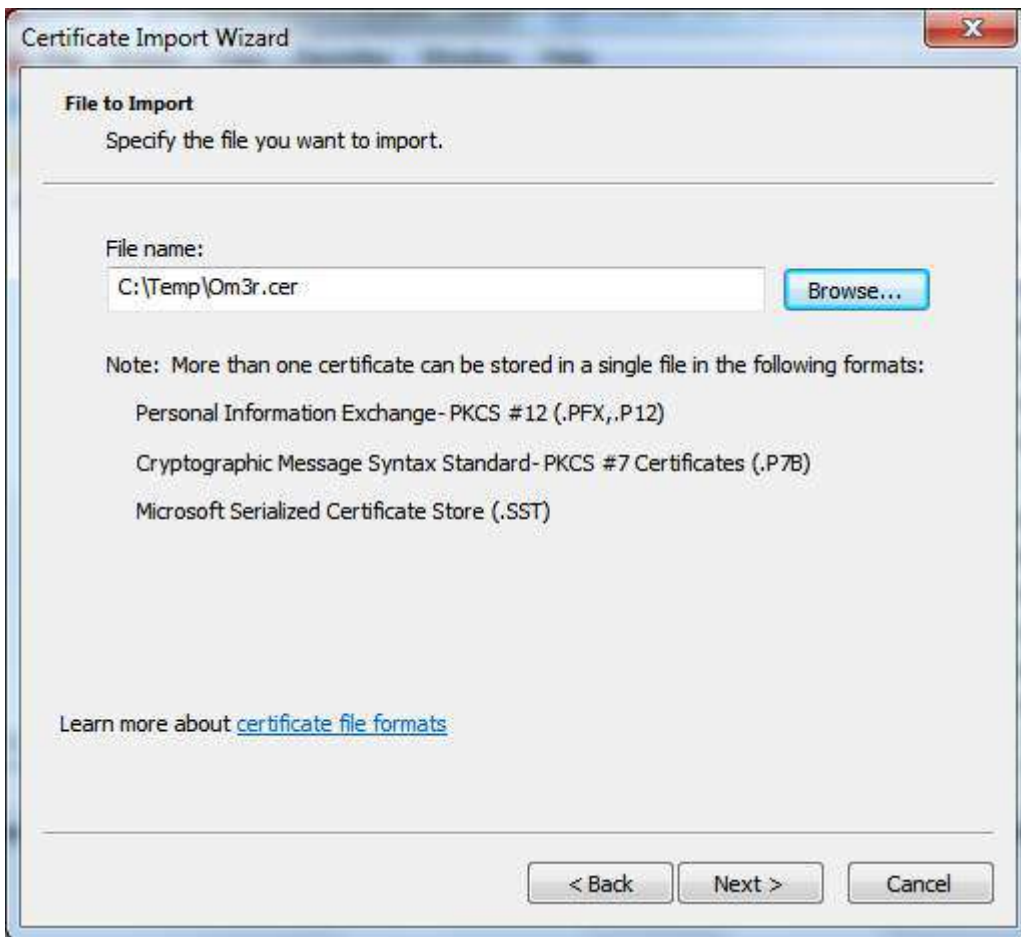 Certificate Import Wizard
File to Import
Specify the file you want to import.
File name:
C:\Temp\Om3r.cer
Browse...
Note:  More than one certificate can be stored in a single file in the following formats:
Personal Information Exchange- PKCS #12 (.PFX,.P12)
Cryptographic Message Syntax Standard- PKCS #7 Certificates (.P7B)
Microsoft Serialized Certificate Store (.SST)
Learn more about certificate file formats
< Back
Next >
Cancel